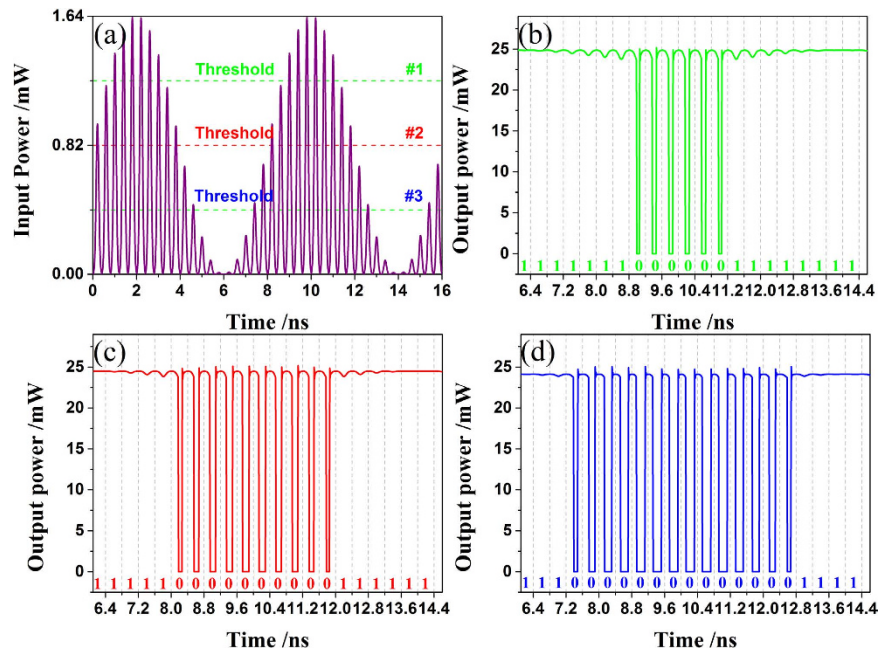 (a)
1.64
0.82
0.00
Input Power /mW
Threshold #1
Threshold #2
Threshold #3
0 2 4 6 8 10 12 14 16
Time /ns
(b)
25
20
15
10
5
0
Output power /mW
1 1 1 1 1 1 1 0 0 0 0 0 0 1 1 1 1 1 1 1 1
6.4 7.2 8.0 8.8 9.6 10.4 11.2 12.0 12.8 13.6 14.4
Time /ns
(c)
25
20
15
10
5
0
Output power /mW
1 1 1 1 1 0 0 0 0 0 0 0 0 0 0 1 1 1 1 1 1
6.4 7.2 8.0 8.8 9.6 10.4 11.2 12.0 12.8 13.6 14.4
Time /ns
(d)
25
20
15
10
5
0
Output power /mW
1 1 1 0 0 0 0 0 0 0 0 0 0 0 0 0 0 1 1 1 1
6.4 7.2 8.0 8.8 9.6 10.4 11.2 12.0 12.8 13.6 14.4
Time /ns